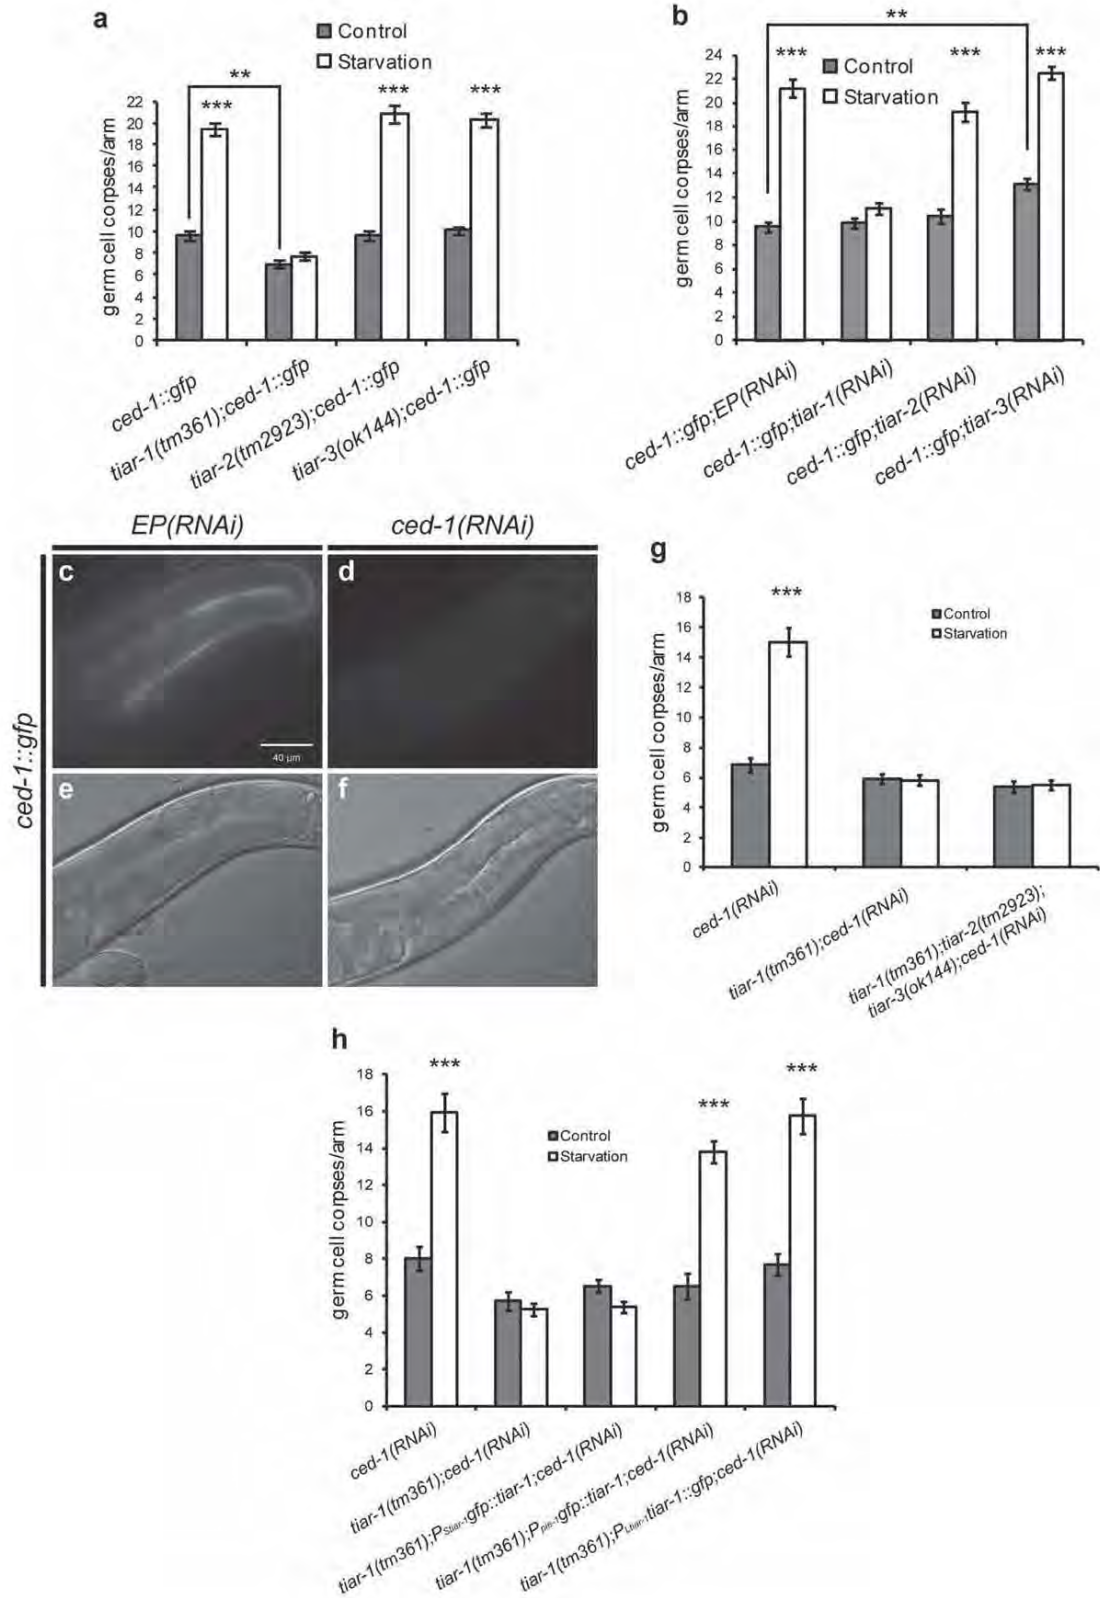 a
Control
Starvation
**
***
***
***
germ cell corpses/arm
22
20
18
16
14
12
10
8
6
4
2
0
ced-1::gfp
tiar-1(tm361);ced-1::gfp
tiar-2(tm2923);ced-1::gfp
tiar-3(ok144);ced-1::gfp
b
**
***
***
***
Control
Starvation
germ cell corpses/arm
24
22
20
18
16
14
12
10
8
6
4
2
0
ced-1::gfp;EP(RNAi)
ced-1::gfp;tiar-1(RNAi)
ced-1::gfp;tiar-2(RNAi)
ced-1::gfp;tiar-3(RNAi)
EP(RNAi)
ced-1(RNAi)
ced-1::gfp
c
d
40 µm
e
f
g
***
Control
Starvation
germ cell corpses/arm
18
16
14
12
10
8
6
4
2
0
ced-1(RNAi)
tiar-1(tm361);ced-1(RNAi)
tiar-1(tm361);tiar-2(tm2923);
tiar-3(ok144);ced-1(RNAi)
h
***
***
***
Control
Starvation
germ cell corpses/arm
18
16
14
12
10
8
6
4
2
0
ced-1(RNAi)
tiar-1(tm361);ced-1(RNAi)
tiar-1(tm361);PStiar-1gfp::tiar-1;ced-1(RNAi)
tiar-1(tm361);Ppie-1gfp::tiar-1;ced-1(RNAi)
tiar-1(tm361);PLtiar-1tiar-1::gfp;ced-1(RNAi)